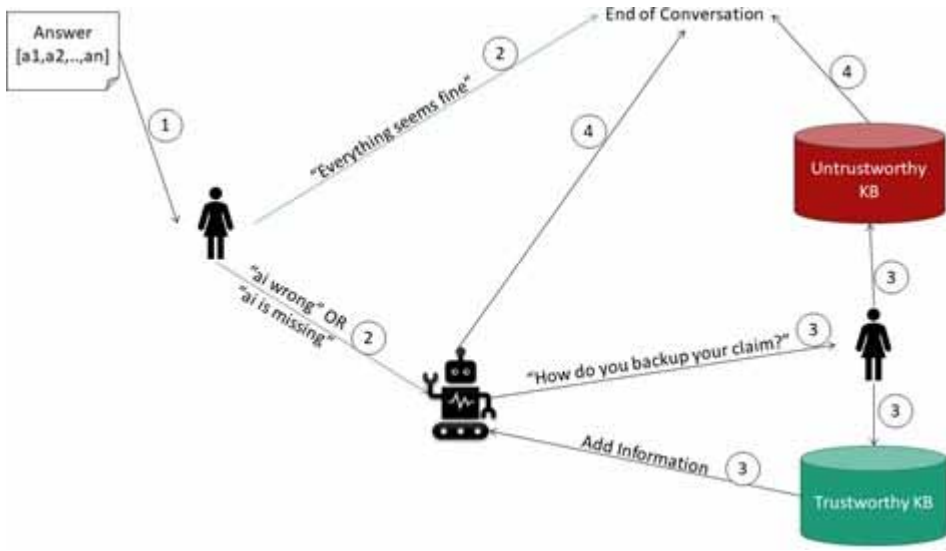 Answer
[a1,a2,..,an]
End of Conversation
1
2
"Everything seems fine"
4
4
Untrustworthy
KB
3
"ai wrong" OR
"ai is missing"
2
"How do you backup your claim?"
3
3
Add Information
3
Trustworthy KB